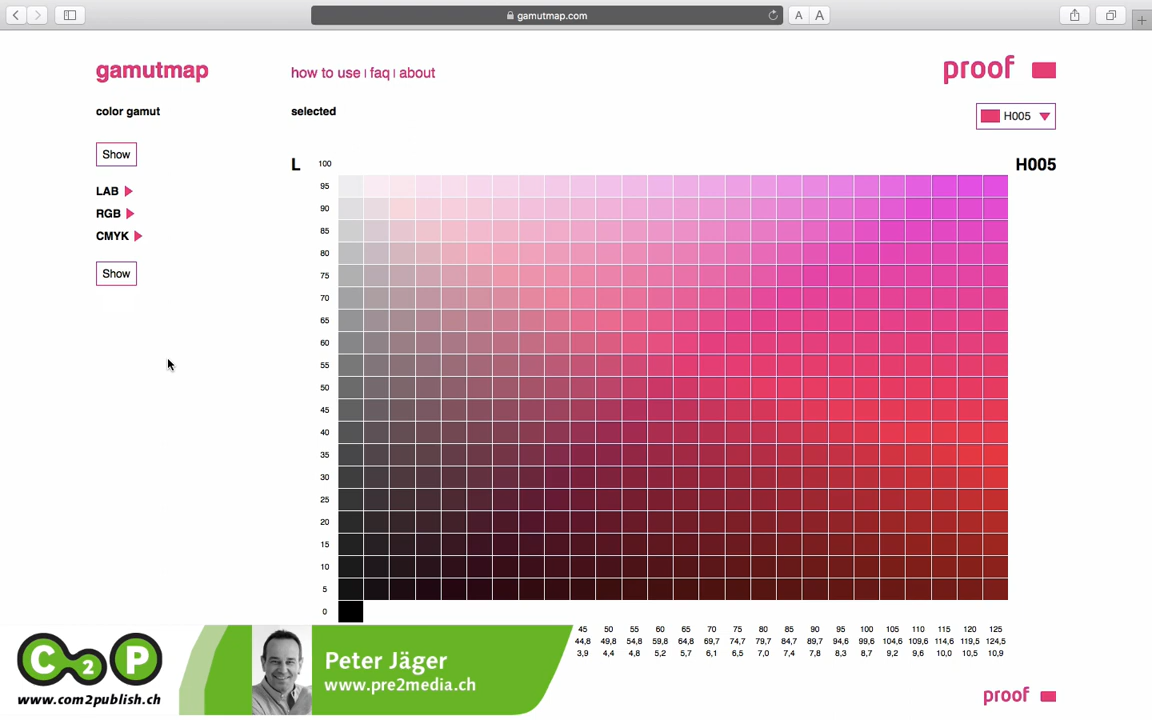 gamutmap.com
A A
gamutmap
how to use | faq | about
proof
color gamut
selected
H005
Show
L
100
H005
95
LAB
90
RGB
85
CMYK
80
Show
75
70
65
60
55
50
45
40
35
30
25
20
15
10
5
0
45 50 55 60 65 70 75 80 85 90 95 100 105 110 115 120 125
44,8 49,8 54,8 59,8 64,8 69,7 74,7 79,7 84,7 89,7 94,6 99,6 104,6 109,6 114,6 119,5 124,5
3,9 4,4 4,8 5,2 5,7 6,1 6,5 7,0 7,4 7,8 8,3 8,7 9,2 9,6 10,0 10,5 10,9
C2P
www.com2publish.ch
Peter Jäger
www.pre2media.ch
proof